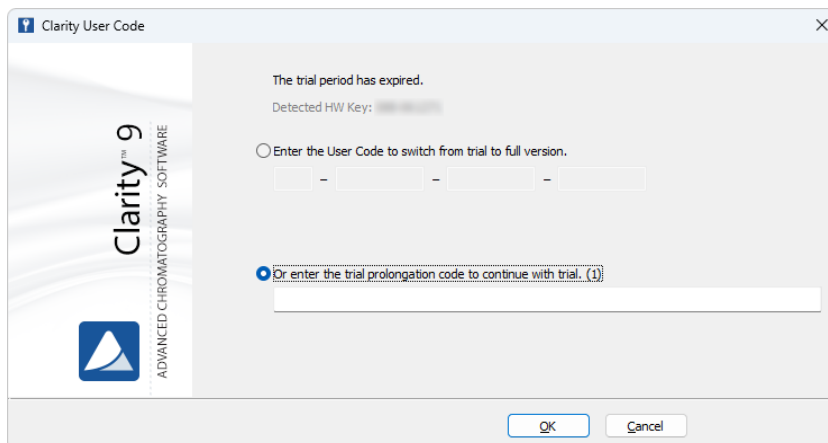 Clarity User Code
The trial period has expired.
Detected HW Key:
Enter the User Code to switch from trial to full version.
– – –
Or enter the trial prolongation code to continue with trial. (1)
OK Cancel
Clarity™ 9
ADVANCED CHROMATOGRAPHY SOFTWARE